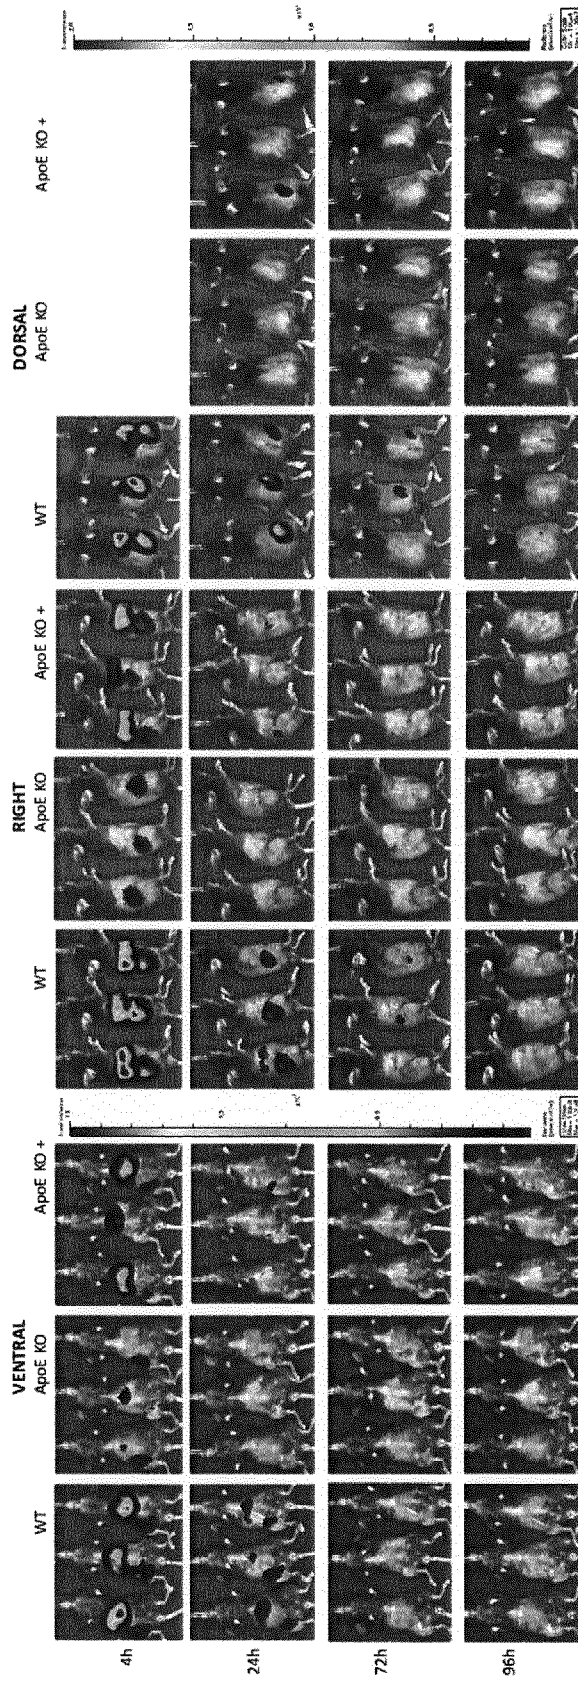 VENTRAL
WT
ApoE KO
ApoE KO +
RIGHT
WT
ApoE KO
ApoE KO +
DORSAL
WT
ApoE KO
ApoE KO +
4h
24h
72h
96h